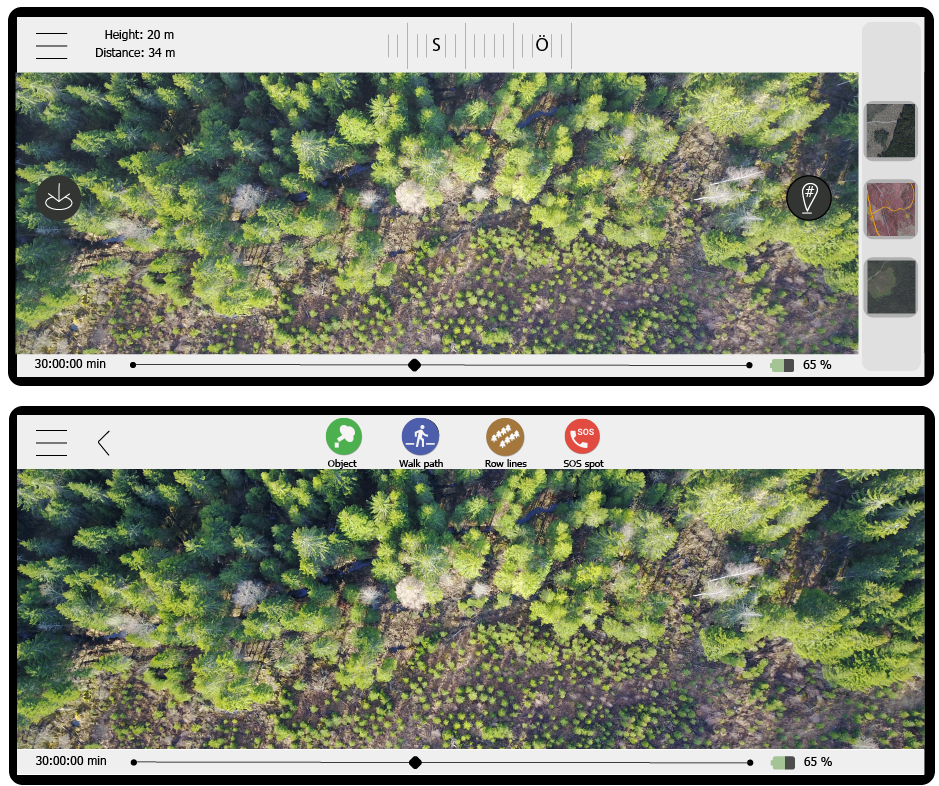 Height: 20 m
Distance: 34 m
S Ö
#
30:00:00 min
65 %
SOS
Object
Walk path
Row lines
SOS spot
30:00:00 min
65 %